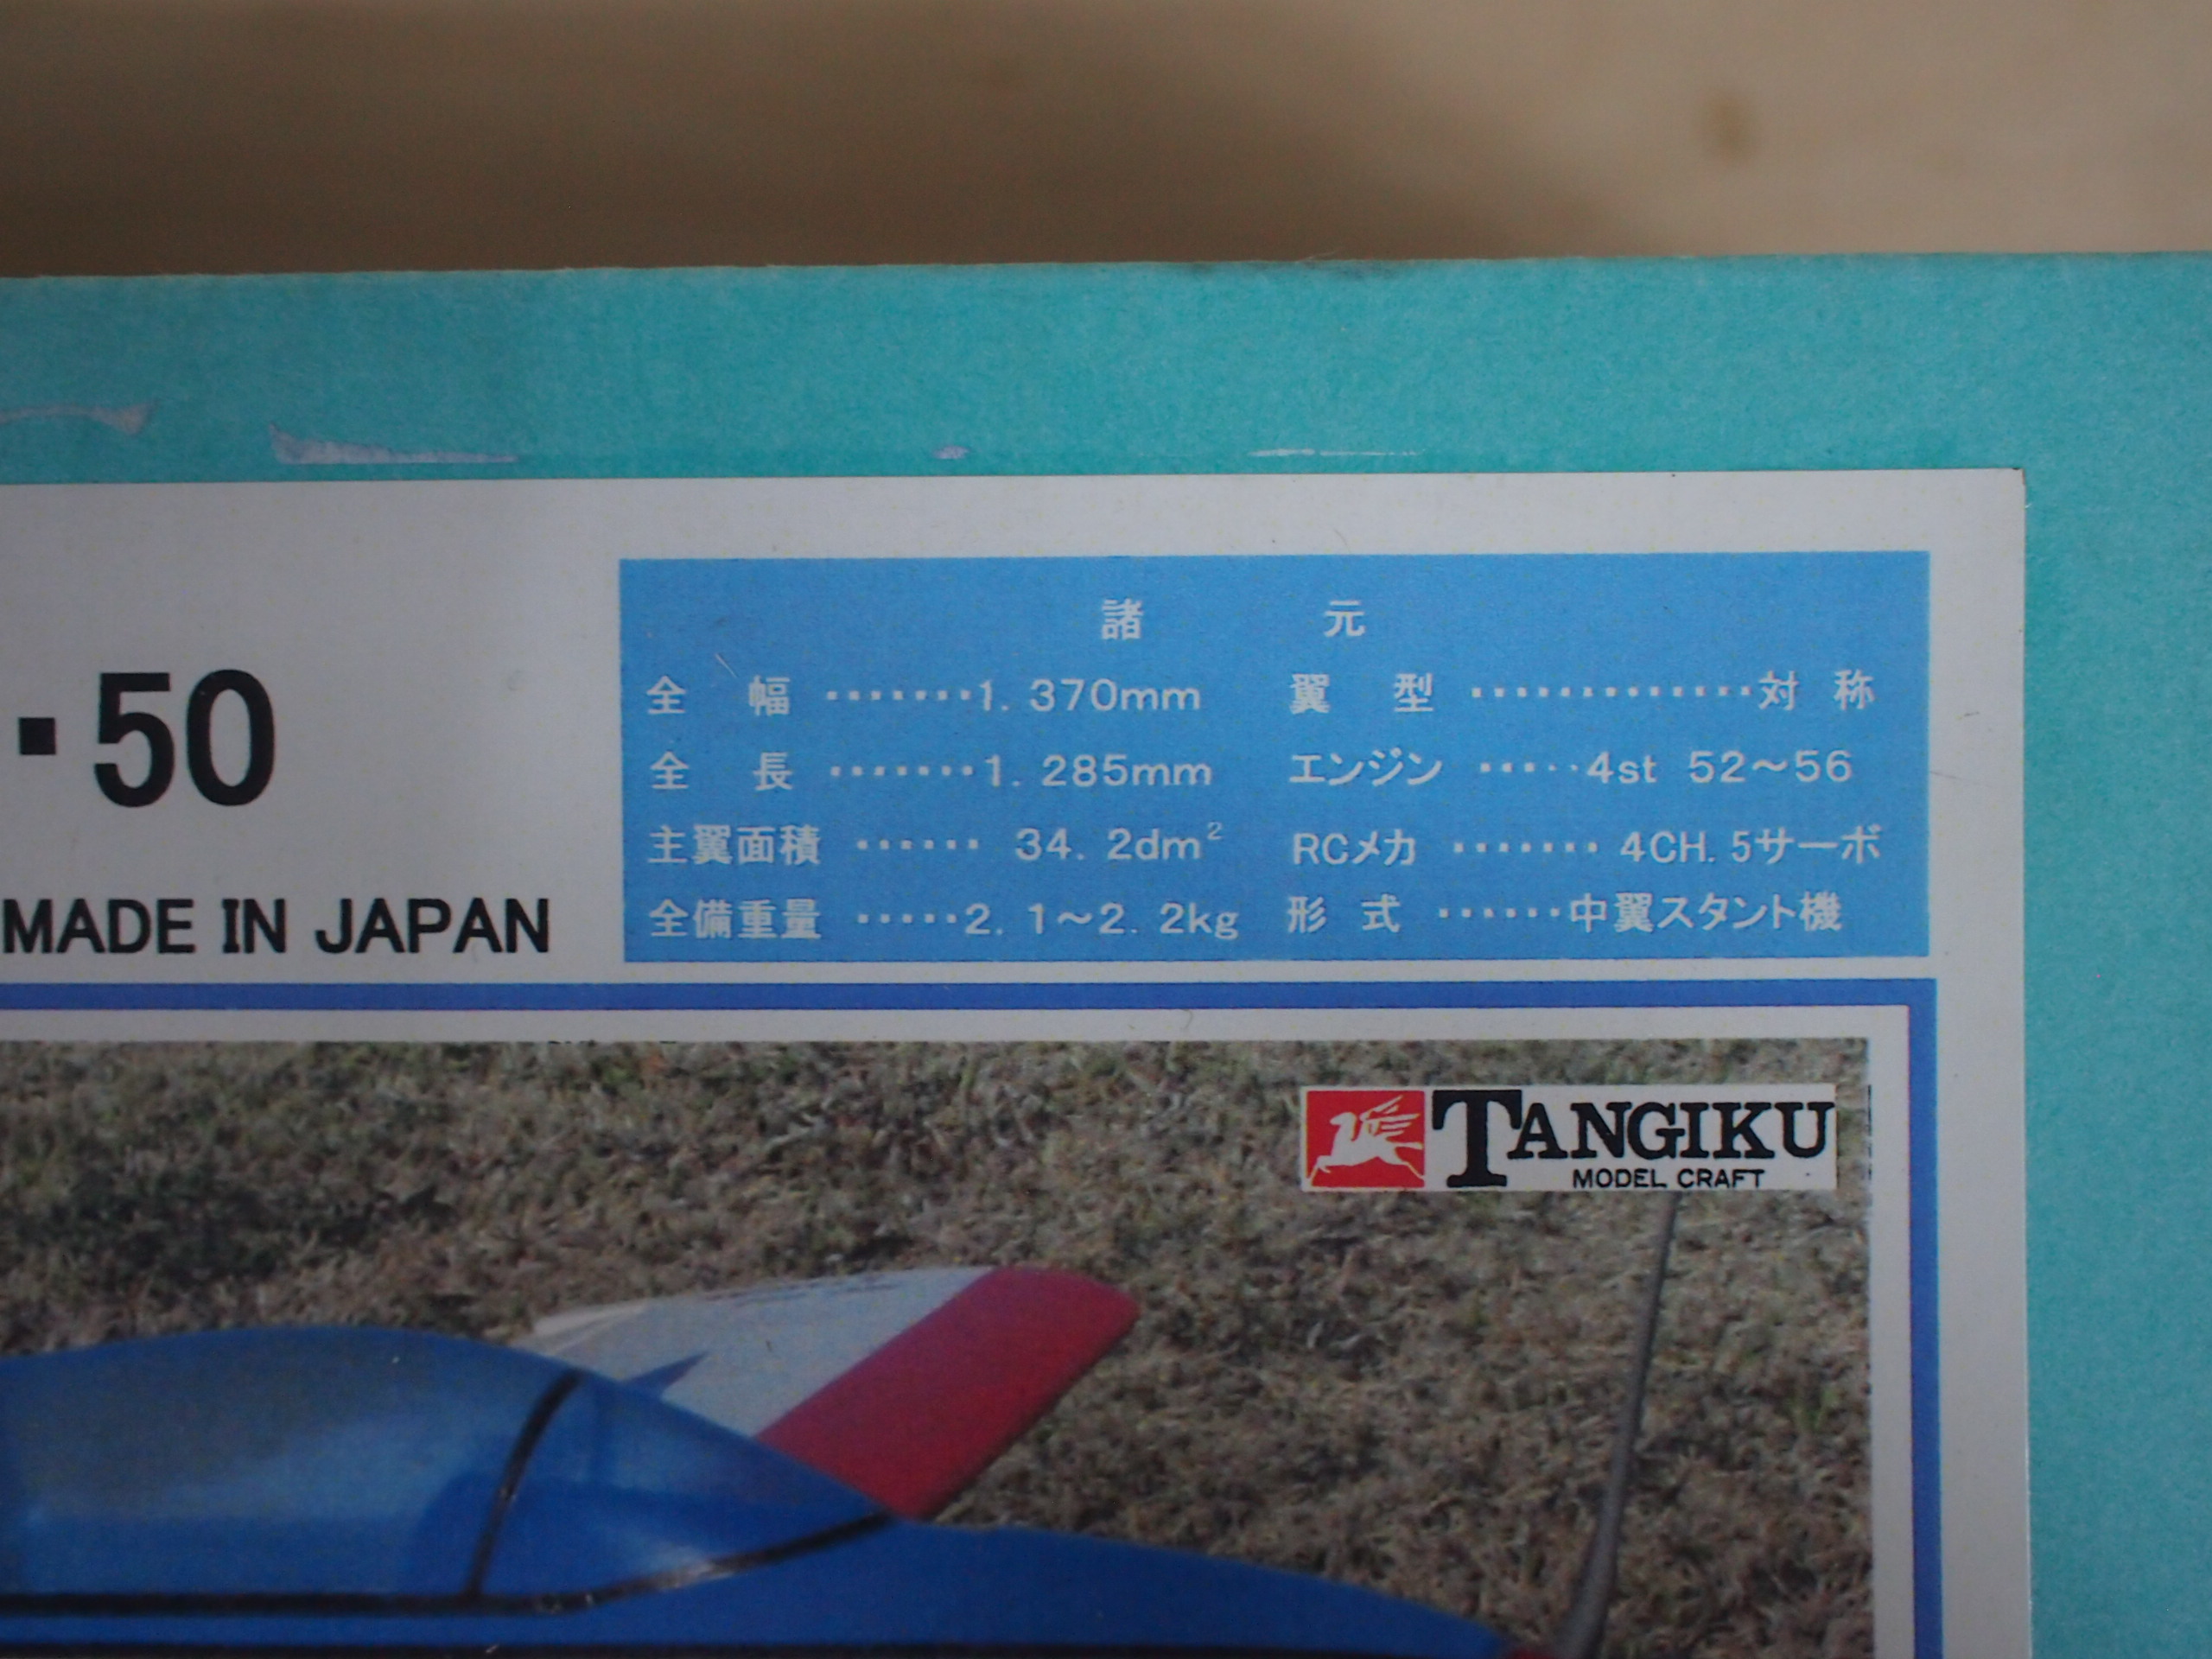 諸 元
全 幅 ・・・・・・・1. 370mm 翼 型 ・・・・・・・・・・・・・対 称
全 長 ・・・・・・・1. 285mm エンジン ・・・・・4st 52～56
主翼面積 ・・・・・・ 34. 2dm² RCメカ ・・・・・・・ 4CH. 5サーボ
全備重量 ・・・・・2. 1～2. 2kg 形 式 ・・・・・・中翼スタント機
・50
MADE IN JAPAN
TANGIKU
MODEL CRAFT